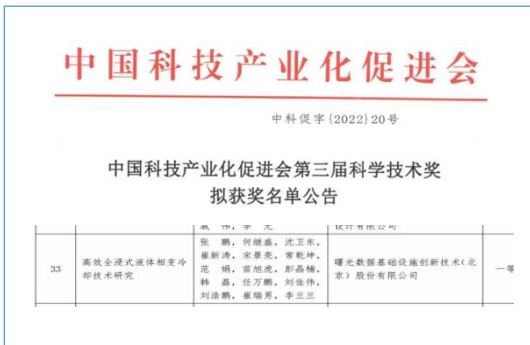 中国科技产业化促进会
中科促字{2022}20号
中国科技产业化促进会第三届科学技术奖
拟获奖名单公告
设计有限公司
33
高效全浸式液体相变冷
却技术研究
张 鹏，何继盛，沈卫东，
崔新涛，宋景亮，常乾坤，
范 娟，苗旭虎，彭晶楠，
韩 磊，任万鹏，刘佳伟，
刘浩鹏，崔瑞男，李兰兰
曙光数据基础设施创新技术（北
京）股份有限公司
一等